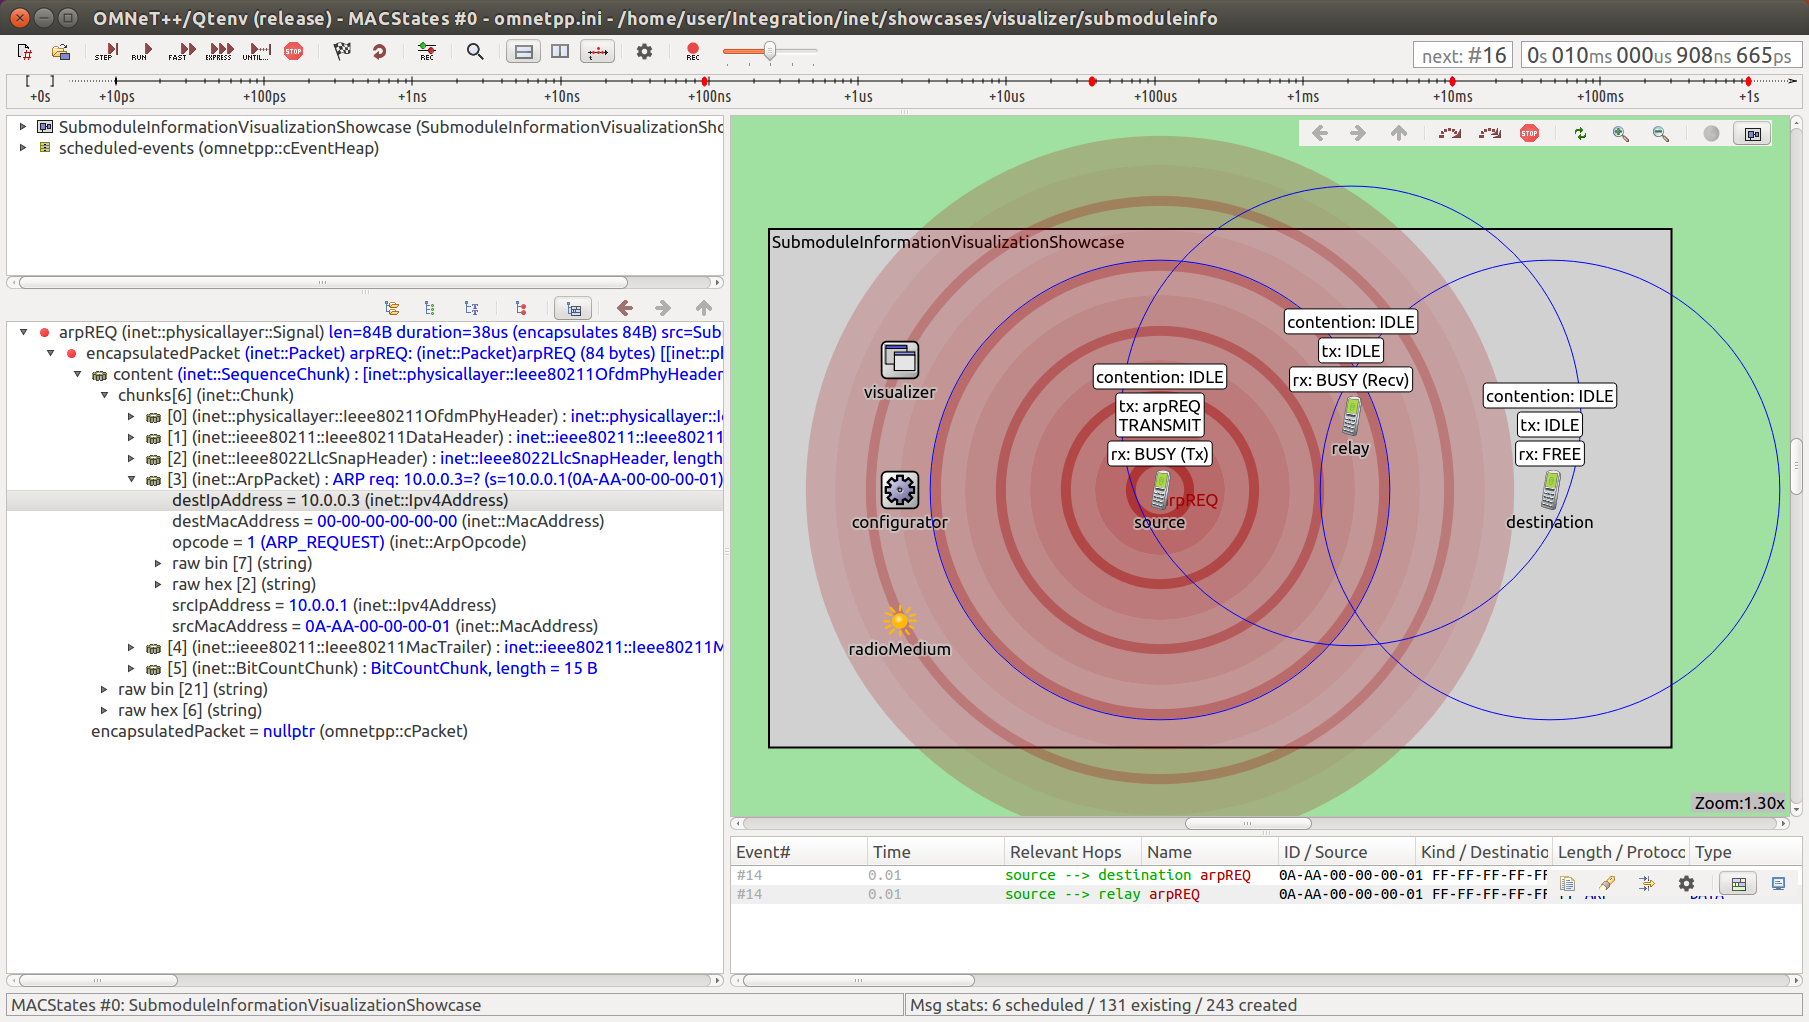 OMNeT++/Qtenv (release) - MACStates #0 - omnetpp.ini - /home/user/Integration/inet/showcases/visualizer/submoduleinfo
STEP RUN FAST EXPRESS UNTIL... STOP REC REC
next: #16 0s 010ms 000us 908ns 665ps
+0s +10ps +100ps +1ns +10ns +100ns +1us +10us +100us +1ms +10ms +100ms +1s
SubmoduleInformationVisualizationShowcase (SubmoduleInformationVisualizationSho
scheduled-events (omnetpp::cEventHeap)
arpREQ (inet::physicallayer::Signal) len=84B duration=38us (encapsulates 84B) src=Sub
encapsulatedPacket (inet::Packet) arpREQ: (inet::Packet)arpREQ (84 bytes) [[inet::pl
content (inet::SequenceChunk) : [inet::physicallayer::Ieee80211OfdmPhyHeader
chunks[6] (inet::Chunk)
[0] (inet::physicallayer::Ieee80211OfdmPhyHeader) : inet::physicallayer::I
[1] (inet::ieee80211::Ieee80211DataHeader) : inet::ieee80211::Ieee80211
[2] (inet::Ieee8022LlcSnapHeader) : inet::Ieee8022LlcSnapHeader, length
[3] (inet::ArpPacket) : ARP req: 10.0.0.3=? (s=10.0.0.1(0A-AA-00-00-00-01)
destIpAddress = 10.0.0.3 (inet::Ipv4Address)
destMacAddress = 00-00-00-00-00-00 (inet::MacAddress)
opcode = 1 (ARP_REQUEST) (inet::ArpOpcode)
raw bin [7] (string)
raw hex [2] (string)
srcIpAddress = 10.0.0.1 (inet::Ipv4Address)
srcMacAddress = 0A-AA-00-00-00-01 (inet::MacAddress)
[4] (inet::ieee80211::Ieee80211MacTrailer) : inet::ieee80211::Ieee80211M
[5] (inet::BitCountChunk) : BitCountChunk, length = 15 B
raw bin [21] (string)
raw hex [6] (string)
encapsulatedPacket = nullptr (omnetpp::cPacket)
STOP
SubmoduleInformationVisualizationShowcase
visualizer
configurator
radioMedium
contention: IDLE
tx: arpREQ
TRANSMIT
rx: BUSY (Tx)
arpREQ
source
contention: IDLE
tx: IDLE
rx: BUSY (Recv)
relay
contention: IDLE
tx: IDLE
rx: FREE
destination
Zoom:1.30x
Event# Time Relevant Hops Name ID / Source Kind / Destinatio Length / Protoco Type
#14 0.01 source --> destination arpREQ 0A-AA-00-00-00-01 FF-FF-FF-FF-FF
#14 0.01 source --> relay arpREQ 0A-AA-00-00-00-01 FF-FF-FF-FF-FF-FF ARP DATA
MACStates #0: SubmoduleInformationVisualizationShowcase
Msg stats: 6 scheduled / 131 existing / 243 created